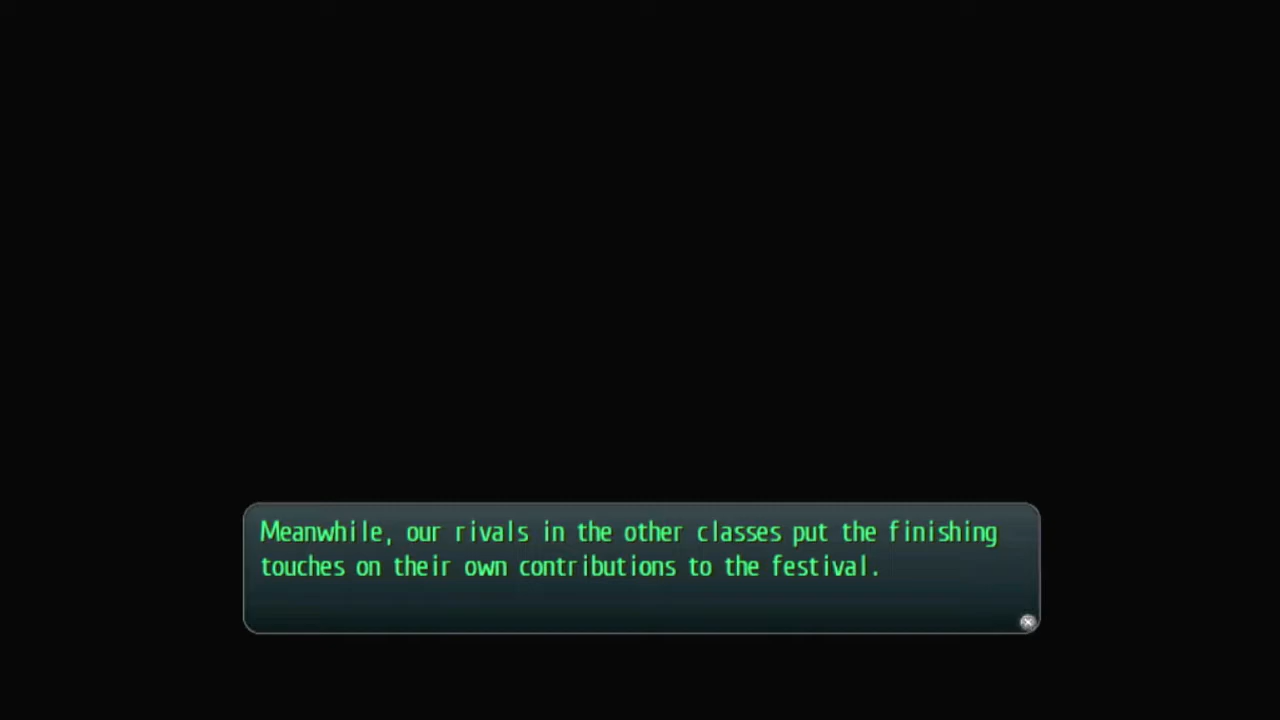 Meanwhile, our rivals in the other classes put the finishing
touches on their own contributions to the festival.